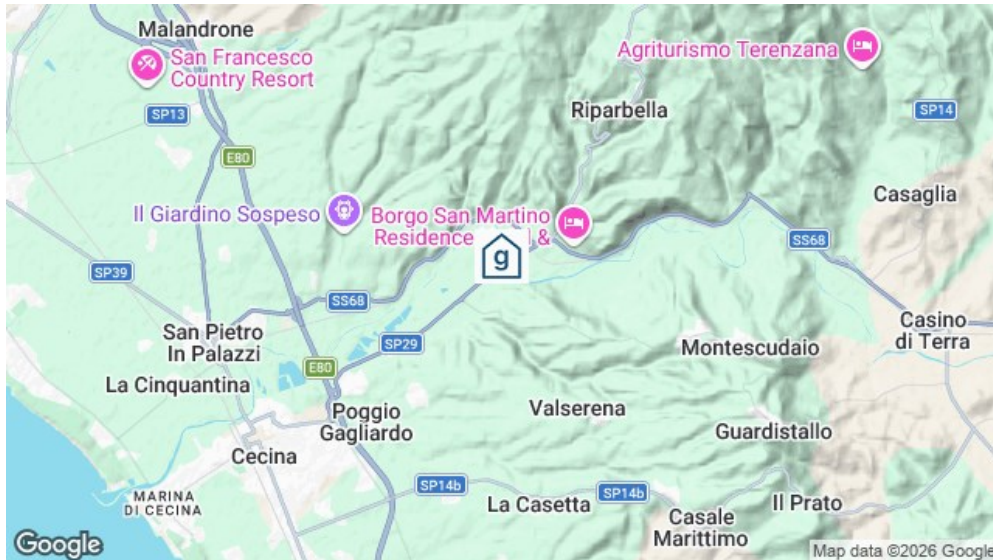 Malandrone
San Francesco
Country Resort
Agriturismo Terenzana
SP13
Riparbella
SP14
E80
Casaglia
Il Giardino Sospeso
Borgo San Martino
Residence &
g
SS68
SP39
SS68
San Pietro
In Palazzi
SP29
Casino
di Terra
Montescudaio
E80
La Cinquantina
Poggio
Gagliardo
Valserena
Guardistallo
Cecina
SP14b
La Casetta
SP14b
Il Prato
MARINA
DI CECINA
Casale
Marittimo
Google
Map data ©2026 Google